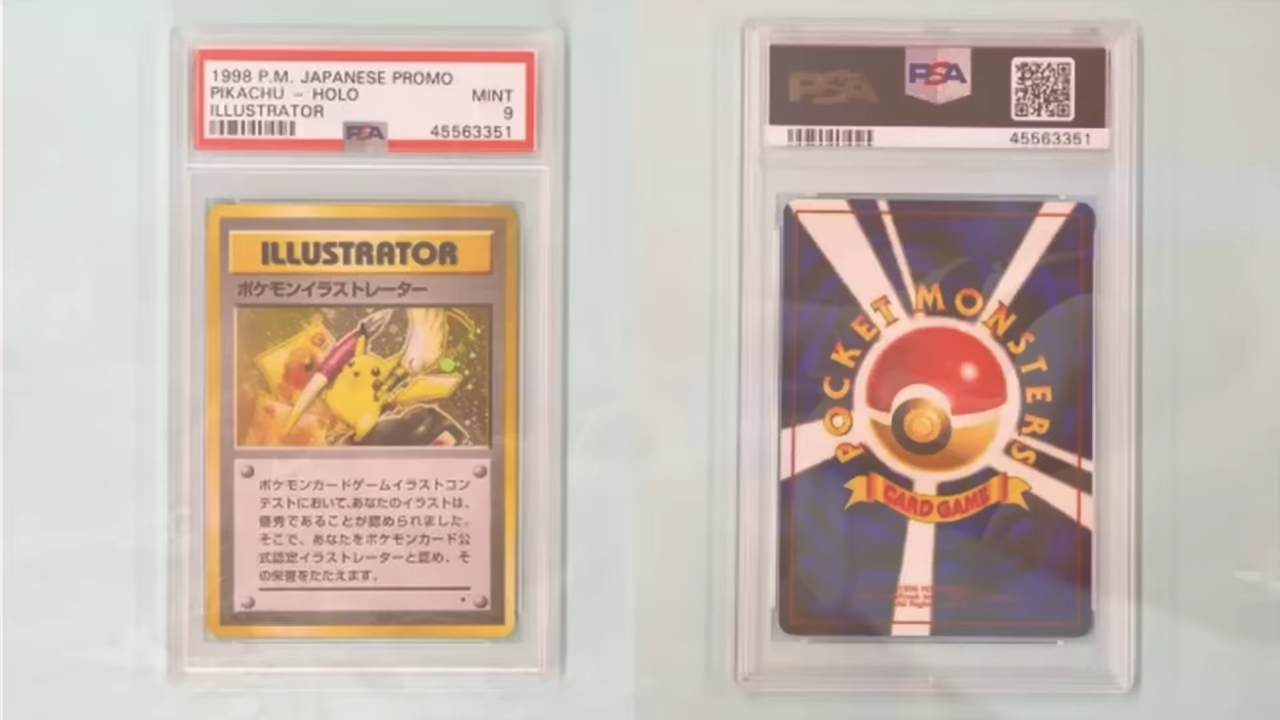 1998 P.M. JAPANESE PROMO
PIKACHU - HOLO MINT
ILLUSTRATOR 9
PSA 45563351
ILLUSTRATOR
ポケモンイラストレーター
ポケモンカードゲームイラストコン
テストにおいて、あなたのイラストは、
優秀であることが認められました。
そこで、あなたをポケモンカード公
式認定イラストレーターと認め、そ
の栄誉をたたえます。
PSA PSA
45563351
POCKET MONSTERS
CARD GAME